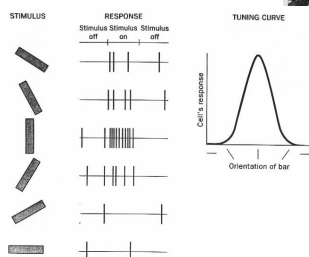 STIMULUS
RESPONSE
Stimulus off
Stimulus on
Stimulus off
TUNING CURVE
Cell's response
Orientation of bar